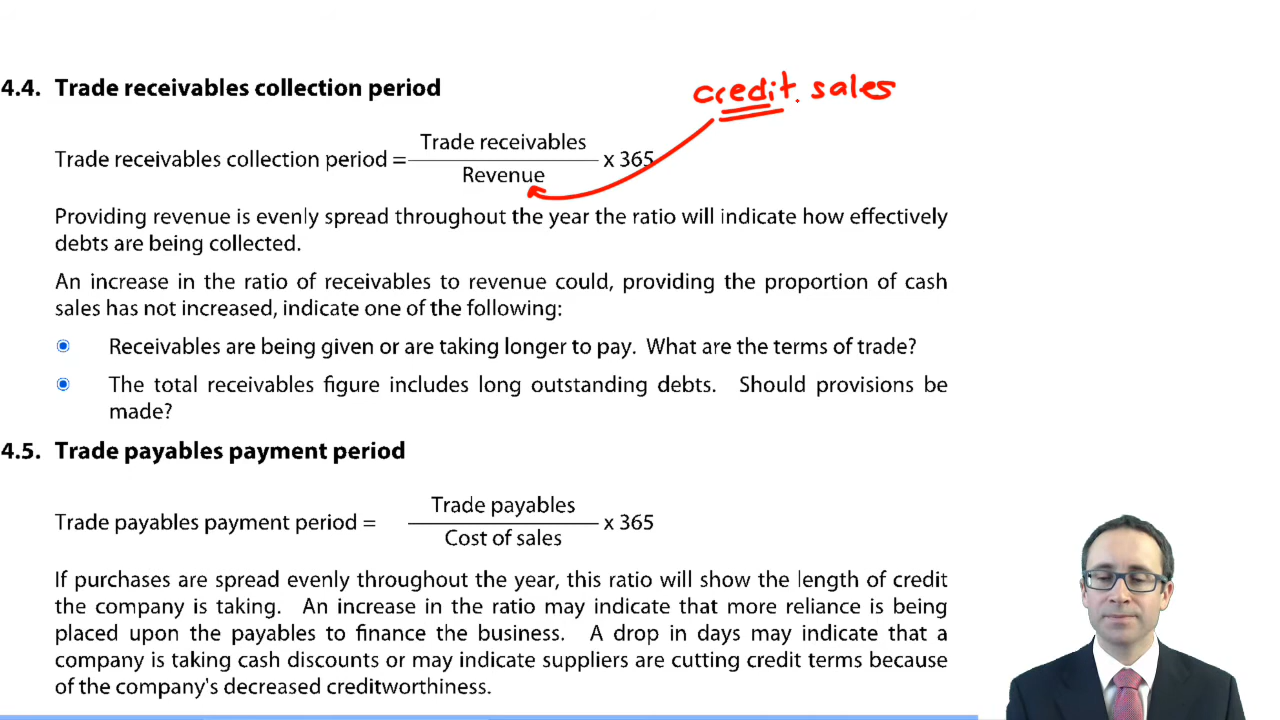 4.4. Trade receivables collection period
credit sales
Trade receivables collection period = Trade receivables / Revenue x 365
Providing revenue is evenly spread throughout the year the ratio will indicate how effectively
debts are being collected.
An increase in the ratio of receivables to revenue could, providing the proportion of cash
sales has not increased, indicate one of the following:
Receivables are being given or are taking longer to pay. What are the terms of trade?
The total receivables figure includes long outstanding debts. Should provisions be
made?
4.5. Trade payables payment period
Trade payables payment period = Trade payables / Cost of sales x 365
If purchases are spread evenly throughout the year, this ratio will show the length of credit
the company is taking. An increase in the ratio may indicate that more reliance is being
placed upon the payables to finance the business. A drop in days may indicate that a
company is taking cash discounts or may indicate suppliers are cutting credit terms because
of the company's decreased creditworthiness.